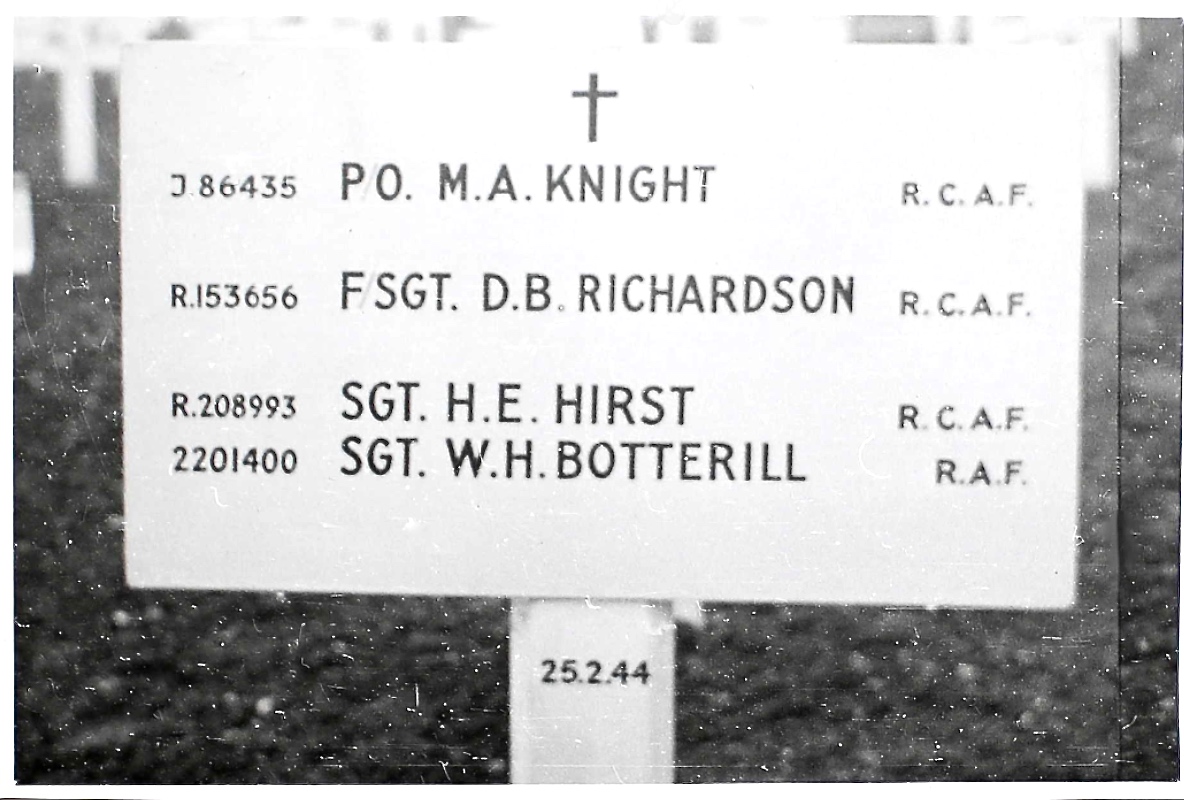 J.86435 P/O. M.A. KNIGHT R.C.A.F.
R.153656 F/SGT. D.B. RICHARDSON R.C.A.F.
R.208993 SGT. H.E. HIRST R.C.A.F.
2201400 SGT. W.H. BOTTERILL R.A.F.
25.2.44